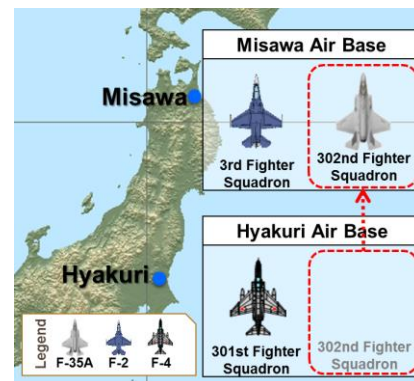 Misawa Air Base
Misawa
3rd Fighter
Squadron
302nd Fighter
Squadron
Hyakuri Air Base
Hyakuri
301st Fighter
Squadron
302nd Fighter
Squadron
Legend
F-35A F-2 F-4